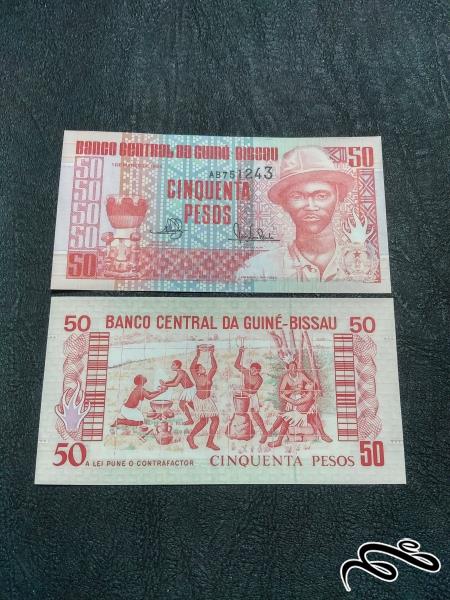 BANCO CENTRAL DA GUINÉ-BISSAU
50
50
50
50
50
50
50
AB751243
CINQUENTA
PESOS
50 BANCO CENTRAL DA GUINÉ-BISSAU 50
50 A LEI PUNE O CONTRAFACTOR CINQUENTA PESOS 50